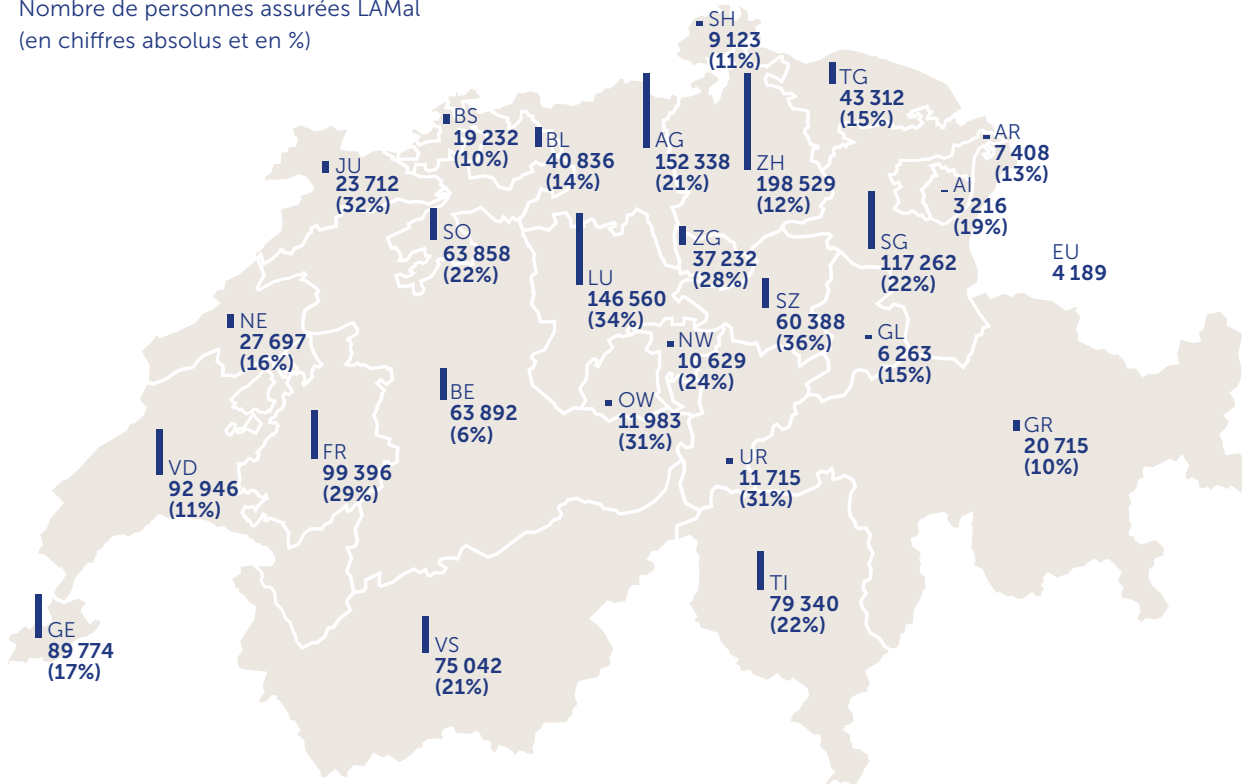 Nombre de personnes assurées LAMal
(en chiffres absolus et en %)
SH
9 123
(11%)
TG
43 312
(15%)
BS
19 232
(10%)
BL
40 836
(14%)
AG
152 338
(21%)
ZH
198 529
(12%)
AR
7 408
(13%)
JU
23 712
(32%)
AI
3 216
(19%)
SO
63 858
(22%)
LU
146 560
(34%)
ZG
37 232
(28%)
SG
117 262
(22%)
EU
4 189
SZ
60 388
(36%)
NE
27 697
(16%)
NW
10 629
(24%)
GL
6 263
(15%)
BE
63 892
(6%)
OW
11 983
(31%)
GR
20 715
(10%)
VD
92 946
(11%)
FR
99 396
(29%)
UR
11 715
(31%)
TI
79 340
(22%)
GE
89 774
(17%)
VS
75 042
(21%)